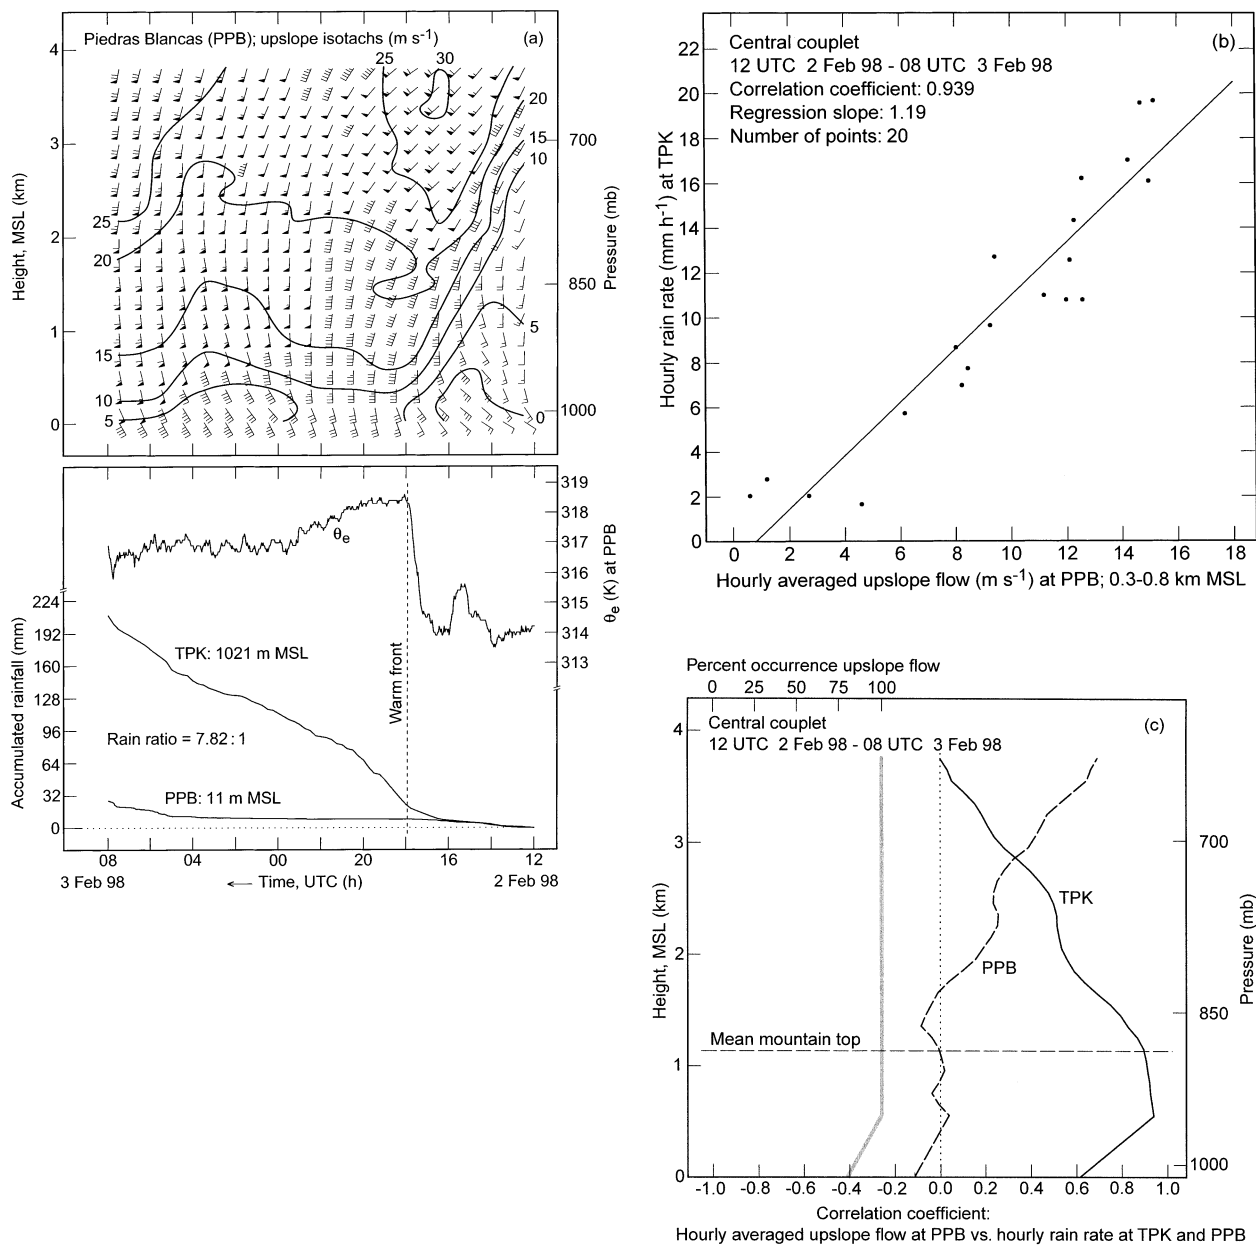 Piedras Blancas (PPB); upslope isotachs (m s-1)
(a)
4
3
2
1
0
Height, MSL (km)
25
30
20
15
10
5
0
25
20
15
10
5
700
850
1000
Pressure (mb)
319
318
317
316
315
314
313
θe (K) at PPB
θe
224
192
160
128
96
64
32
0
Accumulated rainfall (mm)
TPK: 1021 m MSL
Rain ratio = 7.82 : 1
PPB: 11 m MSL
Warm front
08 04 00 20 16 12
3 Feb 98 ← Time, UTC (h) 2 Feb 98
(b)
Central couplet
12 UTC 2 Feb 98 - 08 UTC 3 Feb 98
Correlation coefficient: 0.939
Regression slope: 1.19
Number of points: 20
22
20
18
16
14
12
10
8
6
4
2
0
Hourly rain rate (mm h-1) at TPK
0 2 4 6 8 10 12 14 16 18
Hourly averaged upslope flow (m s-1) at PPB; 0.3-0.8 km MSL
Percent occurrence upslope flow
0 25 50 75 100
(c)
Central couplet
12 UTC 2 Feb 98 - 08 UTC 3 Feb 98
4
3
2
1
0
Height, MSL (km)
TPK
PPB
Mean mountain top
700
850
1000
Pressure (mb)
-1.0 -0.8 -0.6 -0.4 -0.2 0.0 0.2 0.4 0.6 0.8 1.0
Correlation coefficient:
Hourly averaged upslope flow at PPB vs. hourly rain rate at TPK and PPB